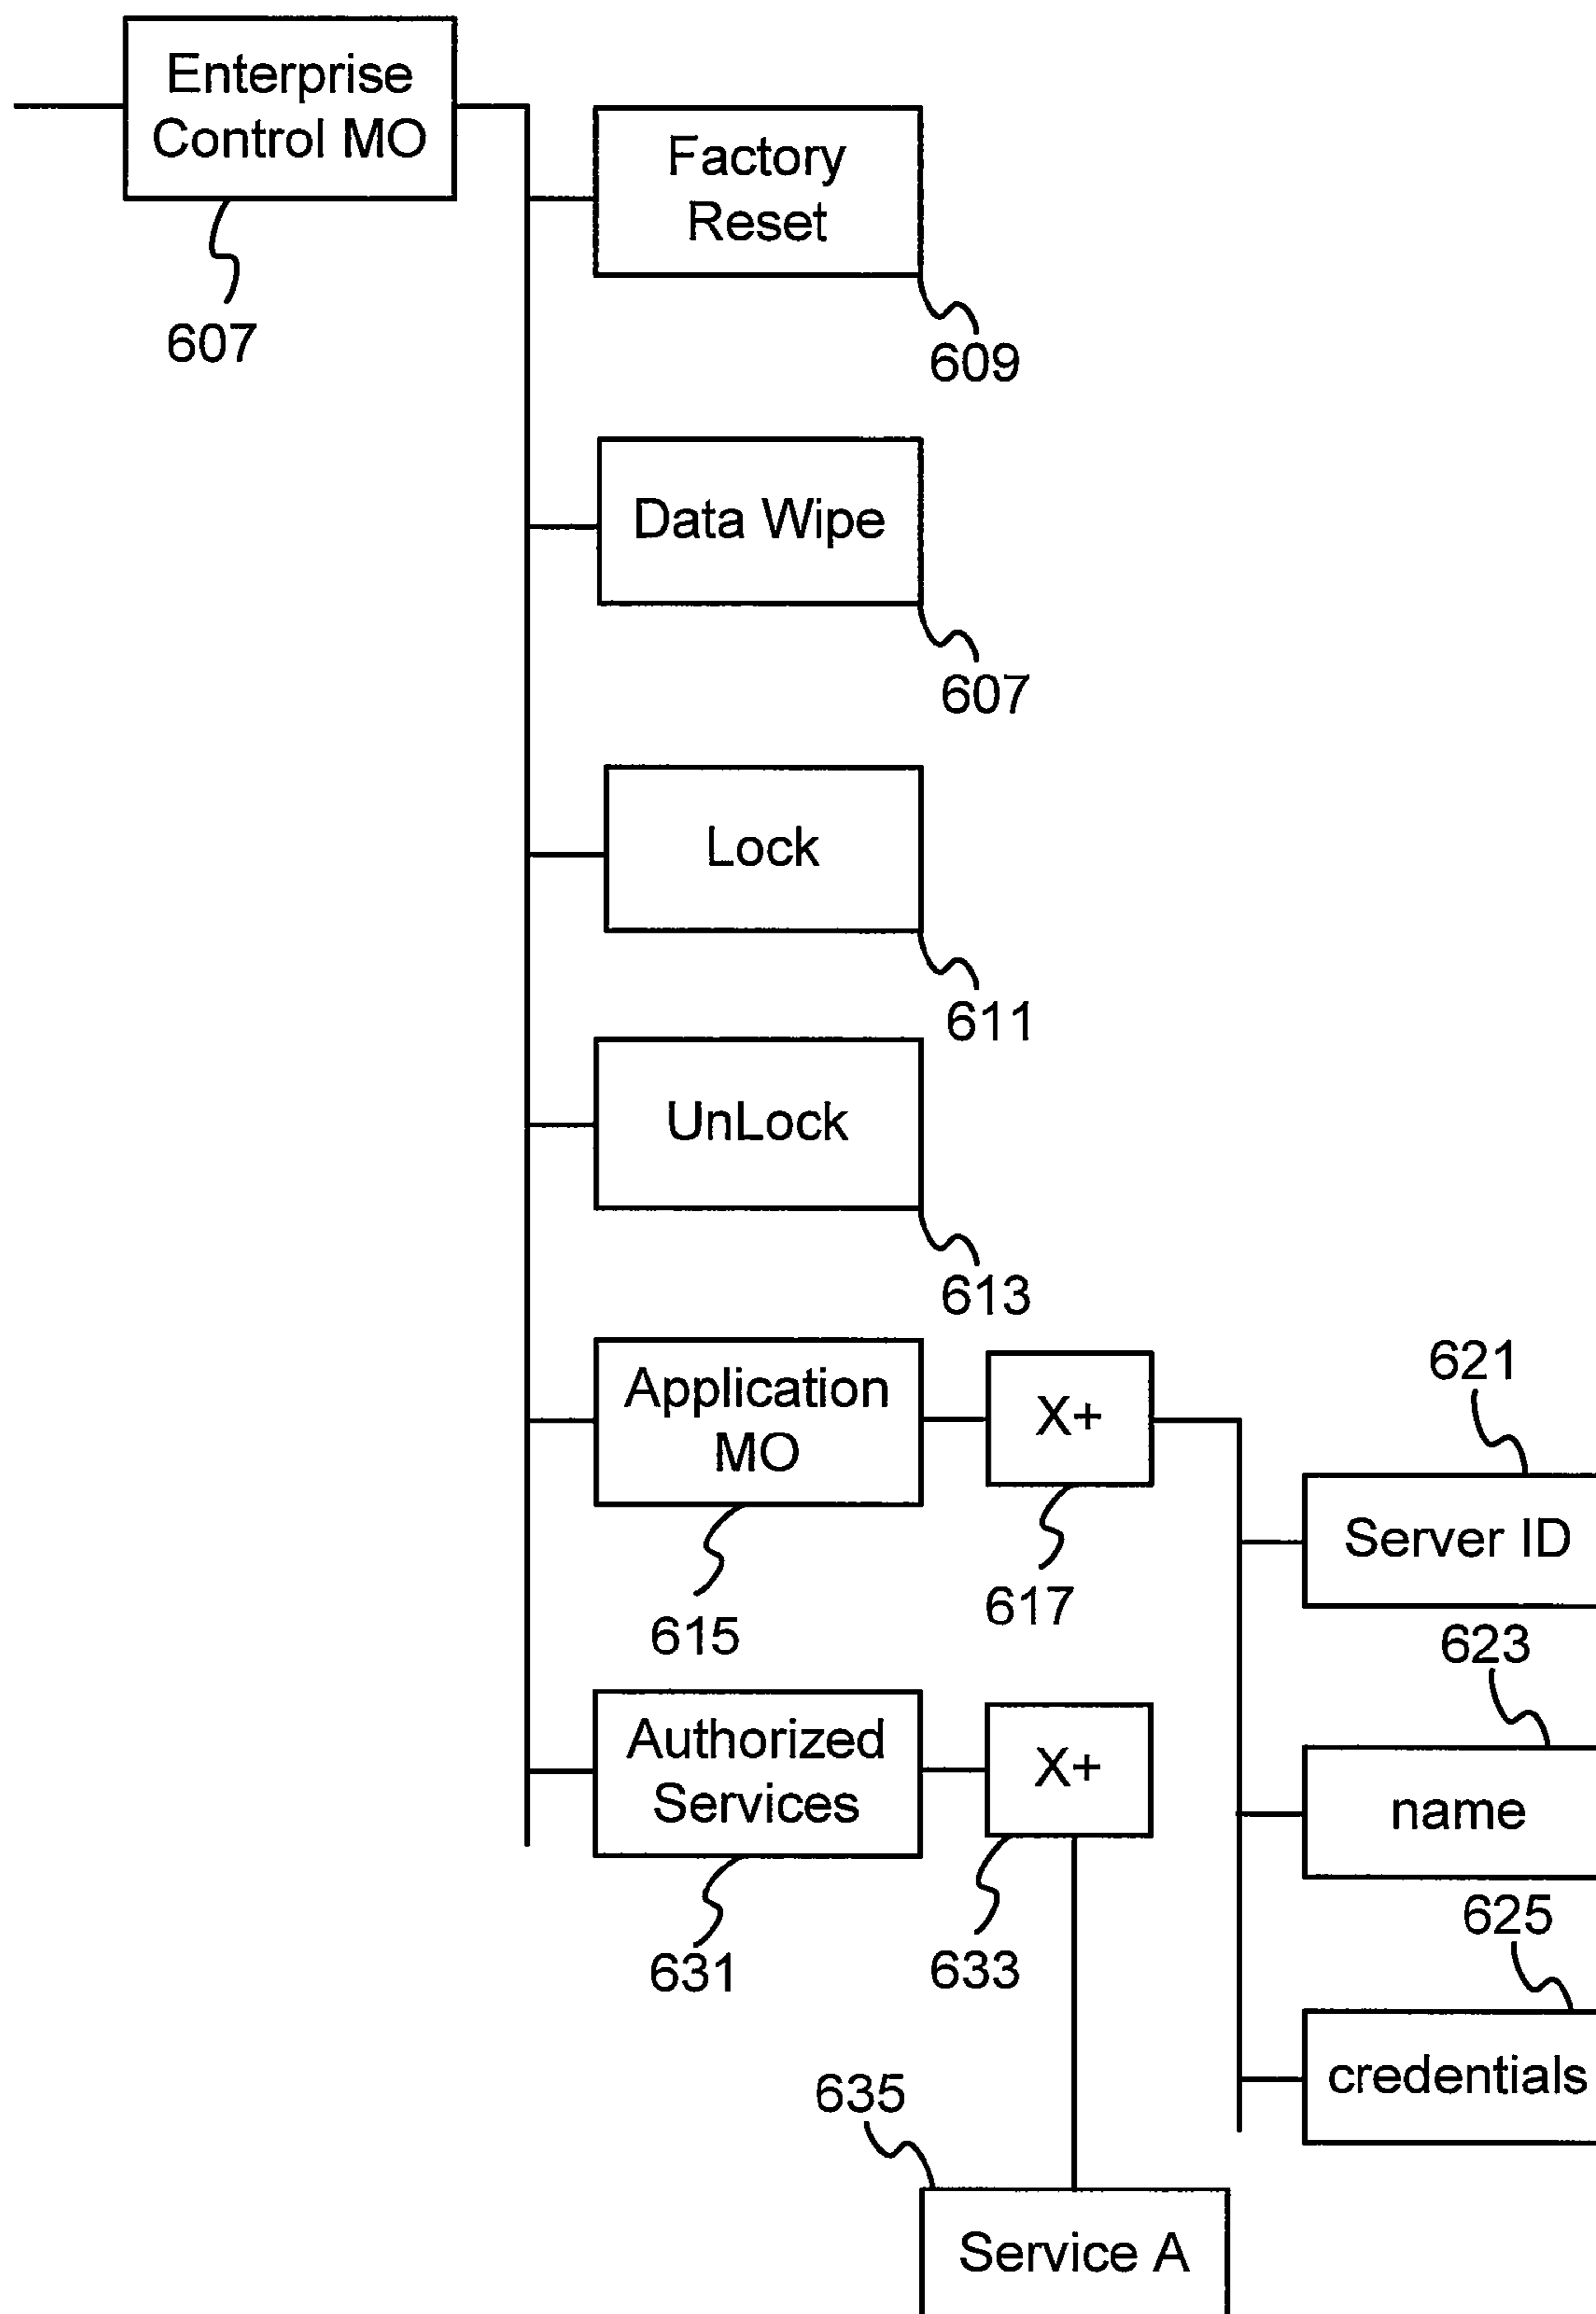 Enterprise
Control MO
607
Factory
Reset
609
Data Wipe
607
Lock
611
UnLock
613
Application
MO
615
X+
617
621
Server ID
623
name
625
credentials
Authorized
Services
631
X+
633
635
Service A